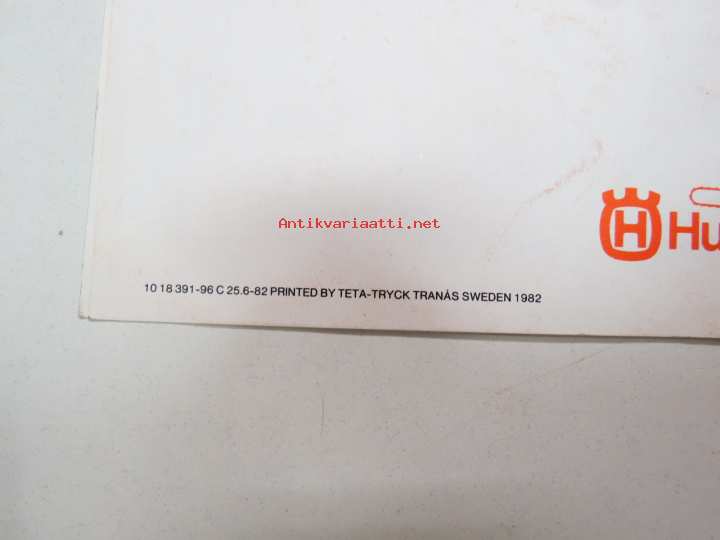 Antikvariaatti.net
H Hu
10 18 391-96 C 25.6-82 PRINTED BY TETA-TRYCK TRANÅS SWEDEN 1982